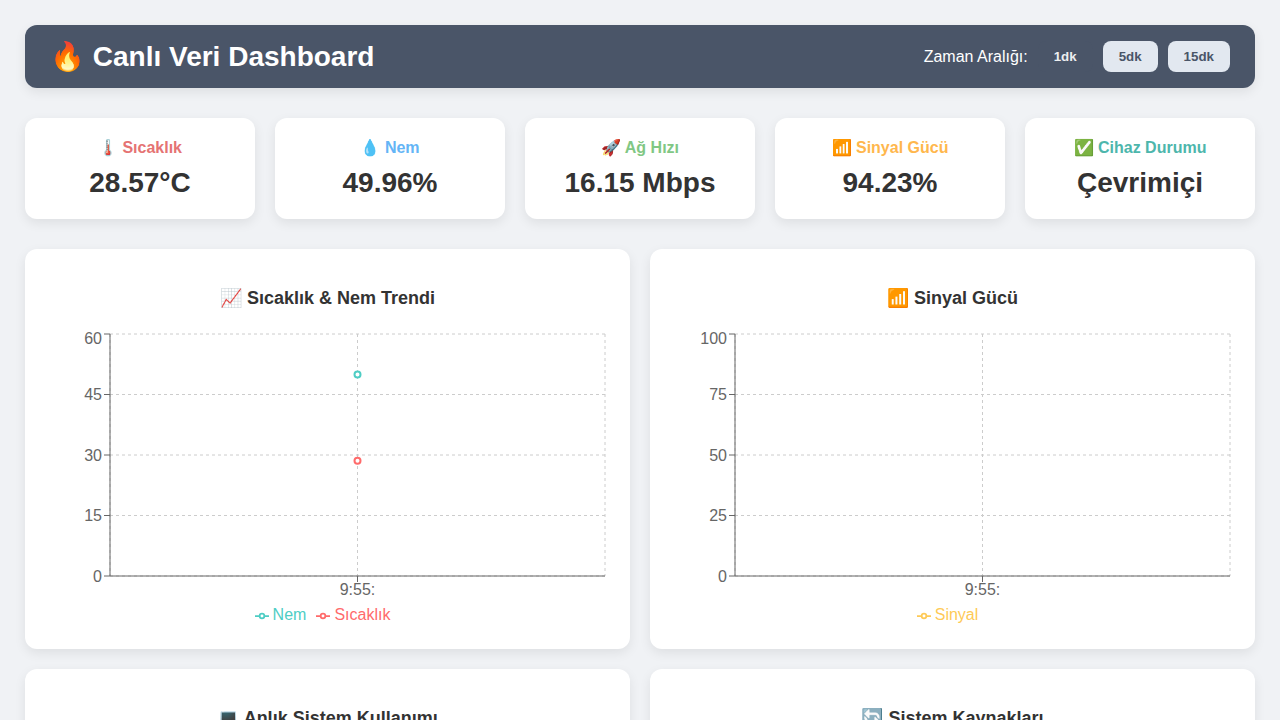 🔥 Canlı Veri Dashboard
Zaman Aralığı: 1dk 5dk 15dk
🌡️ Sıcaklık
28.57°C
💧 Nem
49.96%
🚀 Ağ Hızı
16.15 Mbps
📶 Sinyal Gücü
94.23%
✅ Cihaz Durumu
Çevrimiçi
📈 Sıcaklık & Nem Trendi
60
45
30
15
0
9:55:
Nem Sıcaklık
📶 Sinyal Gücü
100
75
50
25
0
9:55:
Sinyal
💻 Anlık Sistem Kullanımı
🔄 Sistem Kaynakları